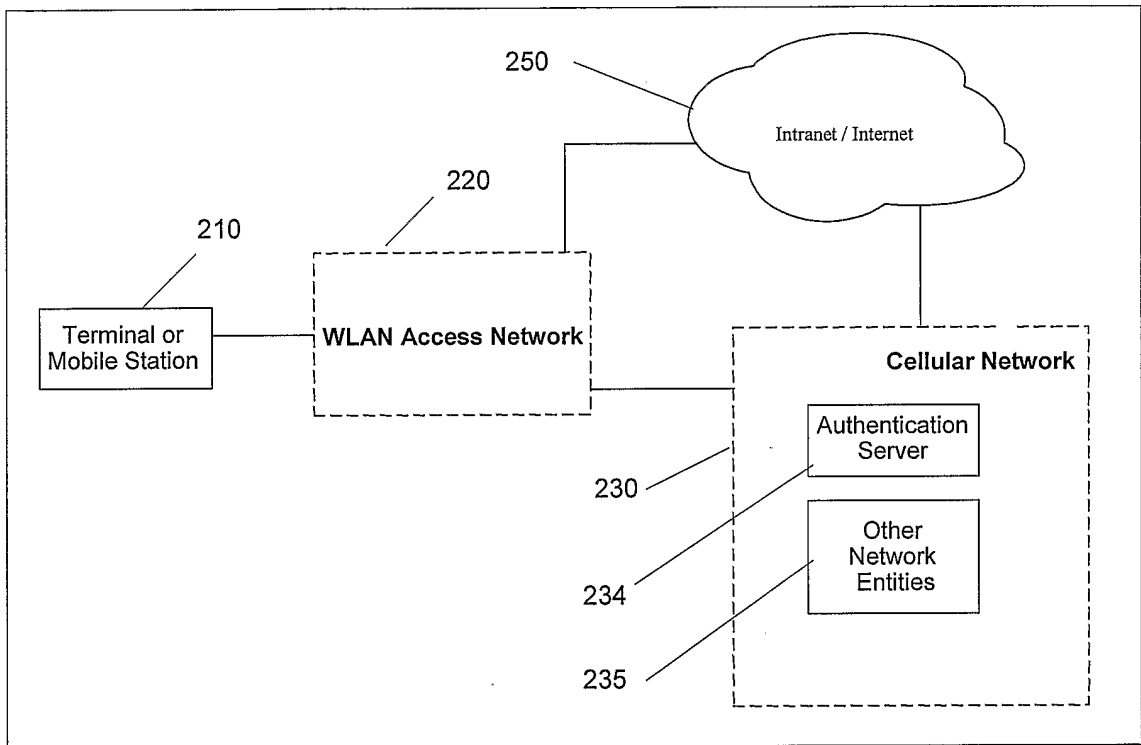 250
Intranet / Internet
220
210
Terminal or
Mobile Station
WLAN Access Network
Cellular Network
Authentication
Server
230
Other
Network
Entities
234
235